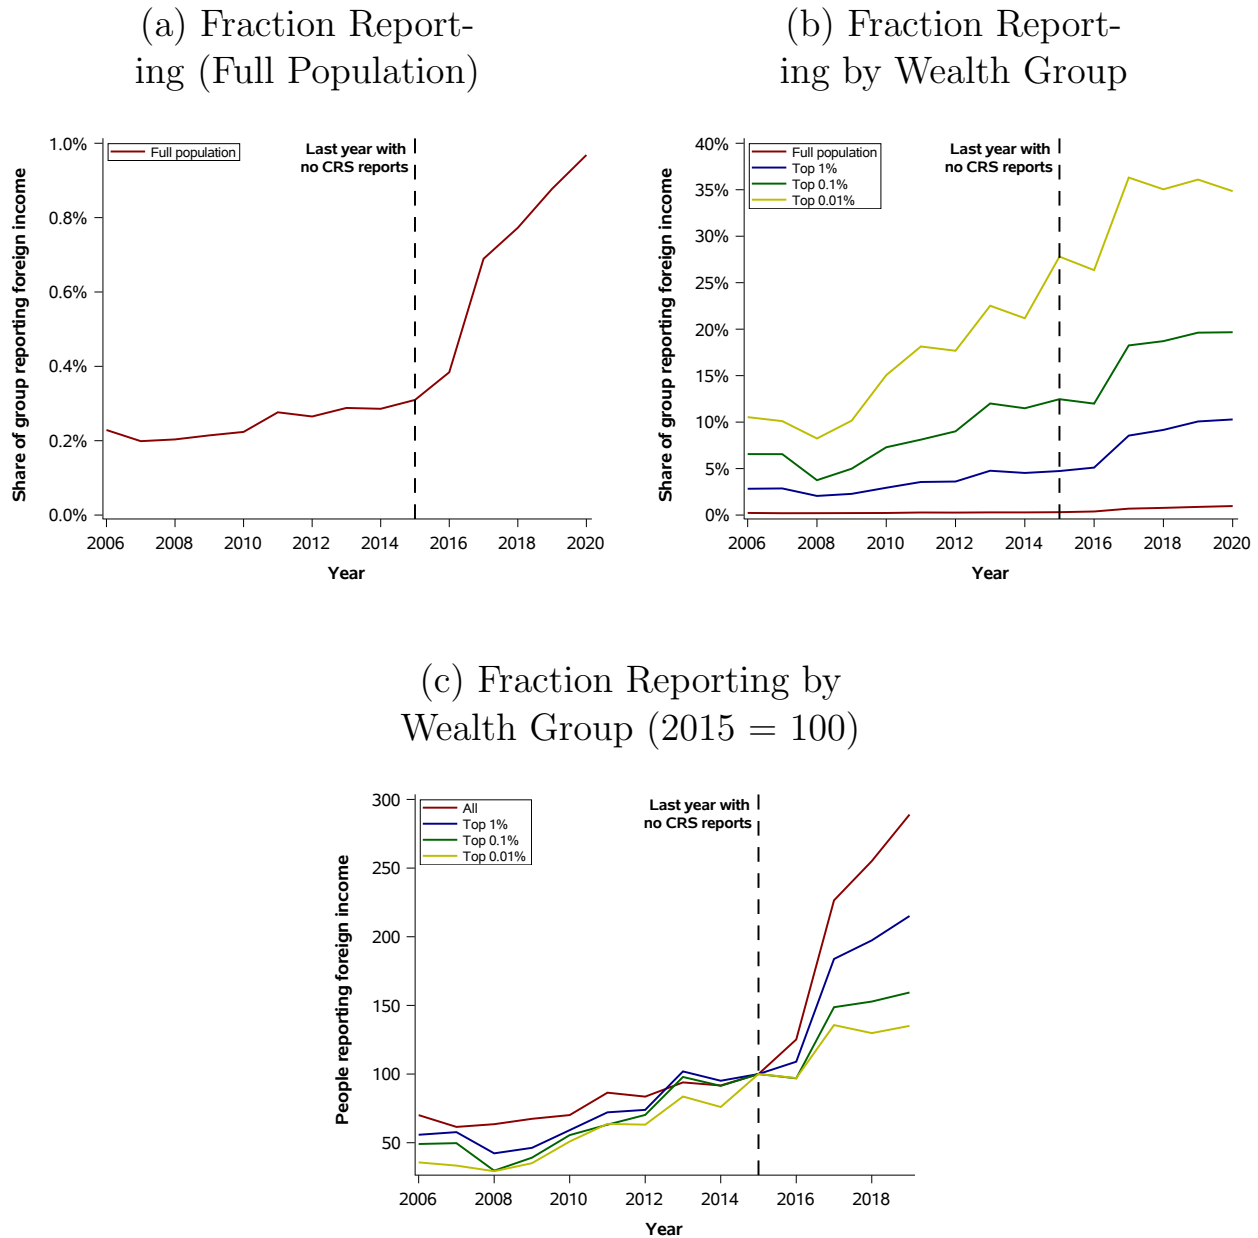 (a) Fraction Report-
ing (Full Population)
1.0%
0.8%
0.6%
0.4%
0.2%
0.0%
Share of group reporting foreign income
Full population
Last year with
no CRS reports
2006 2008 2010 2012 2014 2016 2018 2020
Year
(b) Fraction Report-
ing by Wealth Group
40%
35%
30%
25%
20%
15%
10%
5%
0%
Share of group reporting foreign income
Full population
Top 1%
Top 0.1%
Top 0.01%
Last year with
no CRS reports
2006 2008 2010 2012 2014 2016 2018 2020
Year
(c) Fraction Reporting by
Wealth Group (2015 = 100)
300
250
200
150
100
50
People reporting foreign income
All
Top 1%
Top 0.1%
Top 0.01%
Last year with
no CRS reports
2006 2008 2010 2012 2014 2016 2018
Year